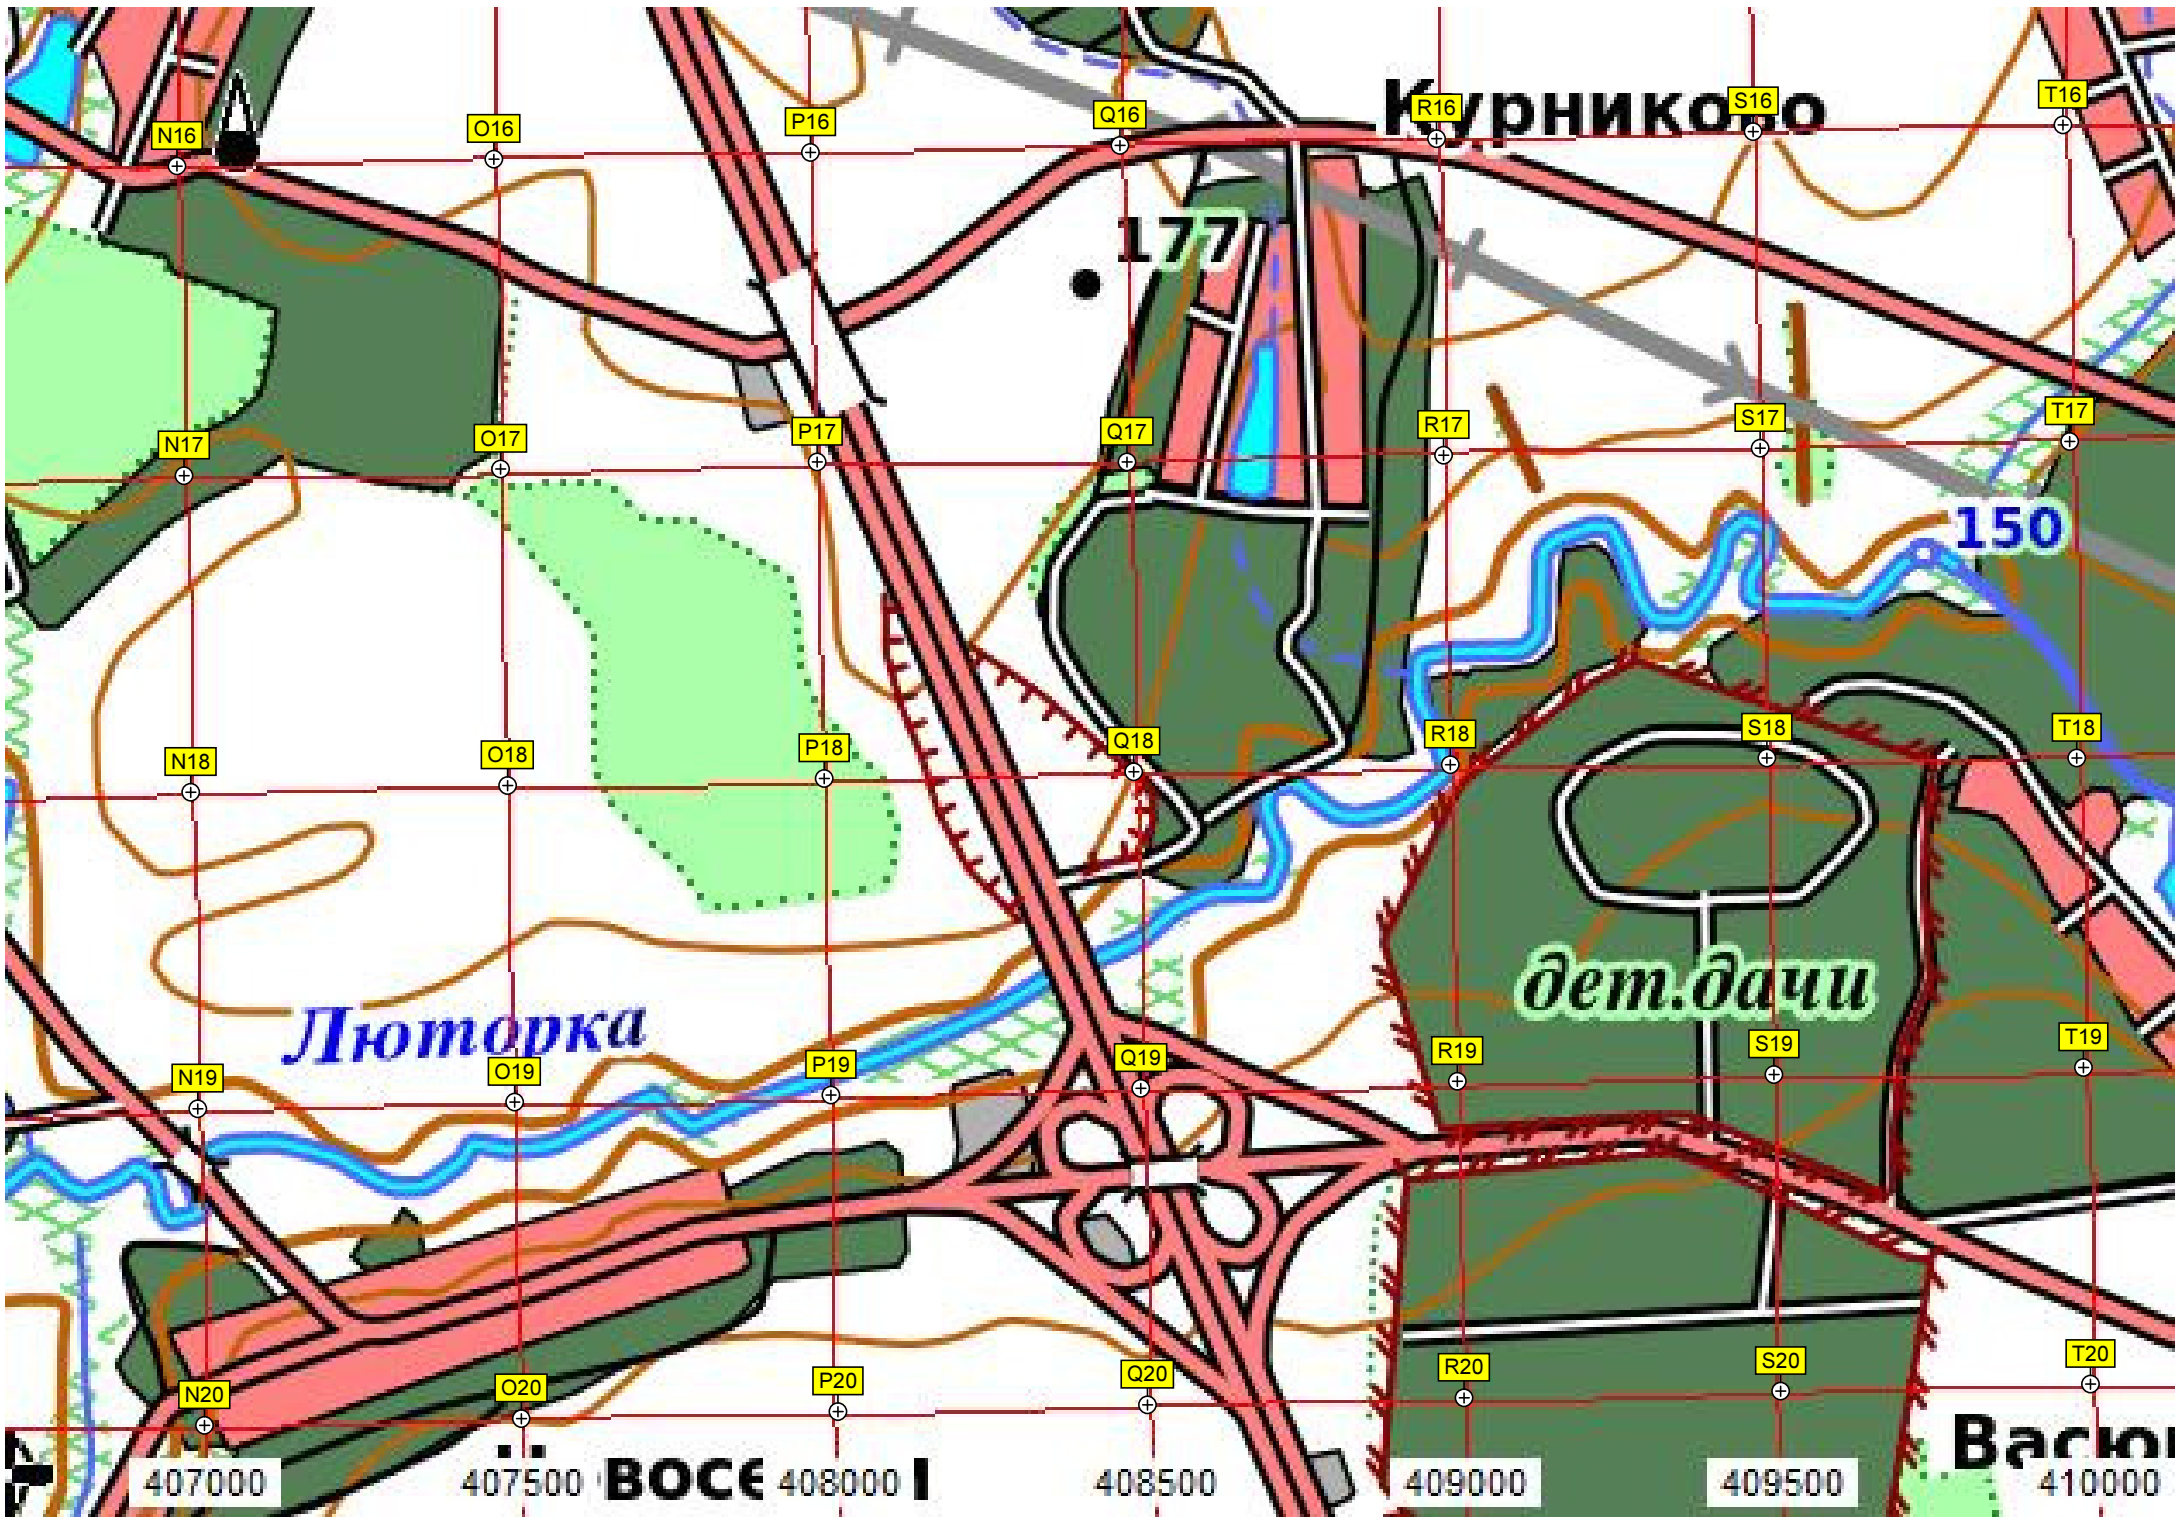 N16 O16 P16 Q16 R16 S16 T16
Курниково
177
N17 O17 P17 Q17 R17 S17 T17
150
N18 O18 P18 Q18 R18 S18 T18
дет.дачи
Люторка
N19 O19 P19 Q19 R19 S19 T19
N20 O20 P20 Q20 R20 S20 T20
407000 407500 408000 408500 409000 409500 410000